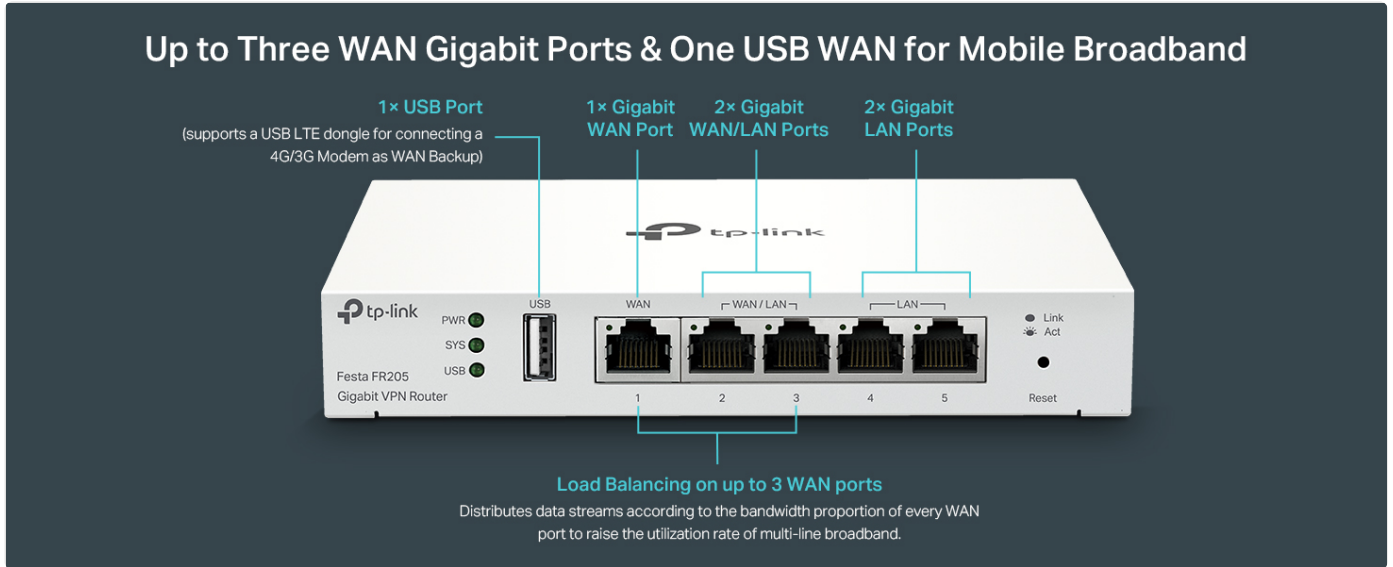 Up to Three WAN Gigabit Ports & One USB WAN for Mobile Broadband
1× USB Port
(supports a USB LTE dongle for connecting a
4G/3G Modem as WAN Backup)
1× Gigabit
WAN Port
2× Gigabit
WAN/LAN Ports
2× Gigabit
LAN Ports
tp-link
tp-link
PWR
SYS
USB
Festa FR205
Gigabit VPN Router
USB
WAN
WAN / LAN
LAN
1
2
3
4
5
Link
Act
Reset
Load Balancing on up to 3 WAN ports
Distributes data streams according to the bandwidth proportion of every WAN
port to raise the utilization rate of multi-line broadband.